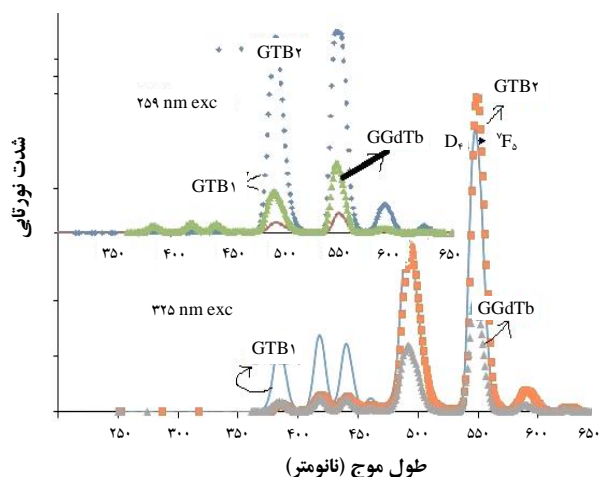 GTB۲
۲۵۹ nm exc
GTB۱
GGdTb
GTB۲
D۴ ۷F۵
۳۵۰ ۴۰۰ ۴۵۰ ۵۰۰ ۵۵۰ ۶۰۰ ۶۵۰
۳۲۵ nm exc
GTB۱
GGdTb
۲۵۰ ۳۰۰ ۴۰۰ ۴۵۰ ۵۰۰ ۵۵۰ ۶۰۰ ۶۵۰
شدت نورتابی
طول موج (نانومتر)